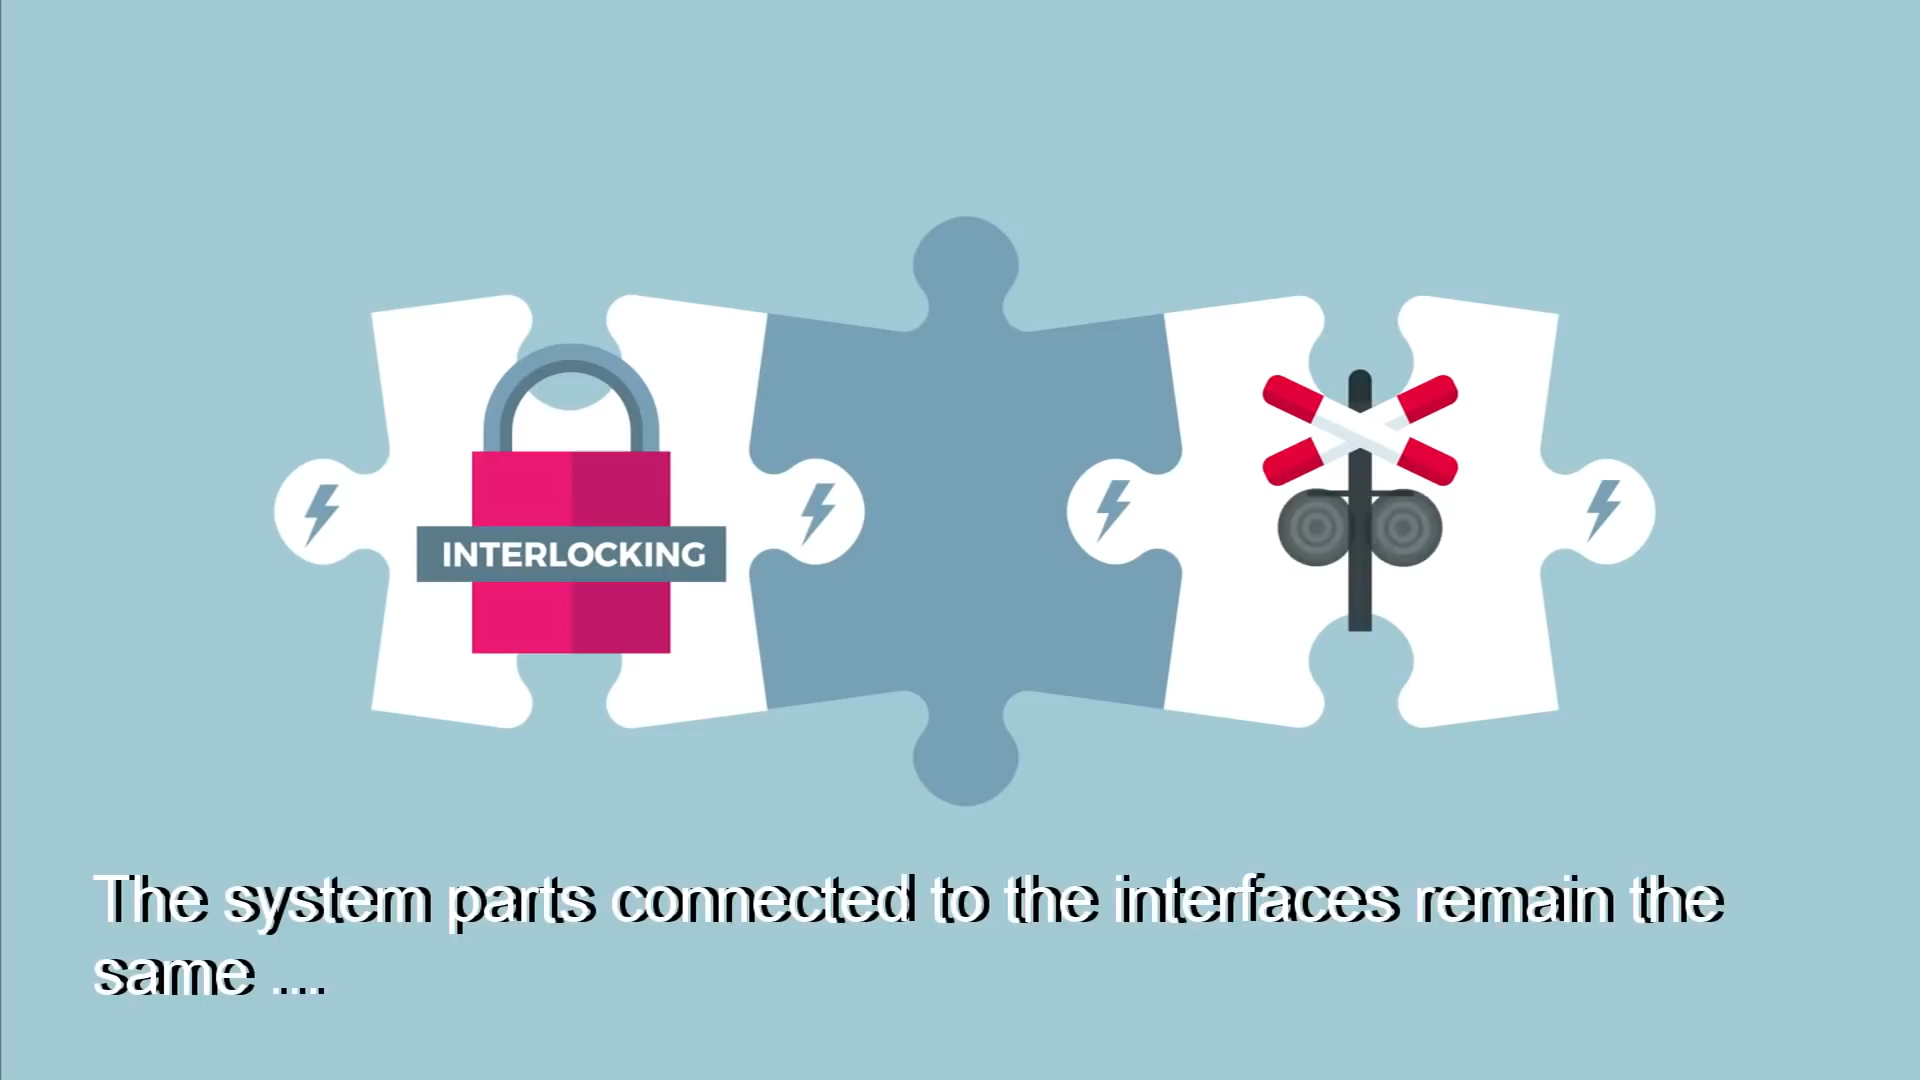 INTERLOCKING
The system parts connected to the interfaces remain the
same ....